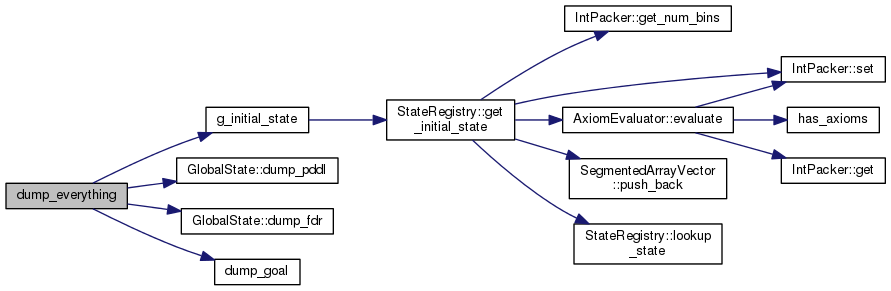 dump_everything
g_initial_state
GlobalState::dump_pddl
GlobalState::dump_fdr
dump_goal
StateRegistry::get
_initial_state
IntPacker::get_num_bins
AxiomEvaluator::evaluate
SegmentedArrayVector
::push_back
StateRegistry::lookup
_state
IntPacker::set
has_axioms
IntPacker::get